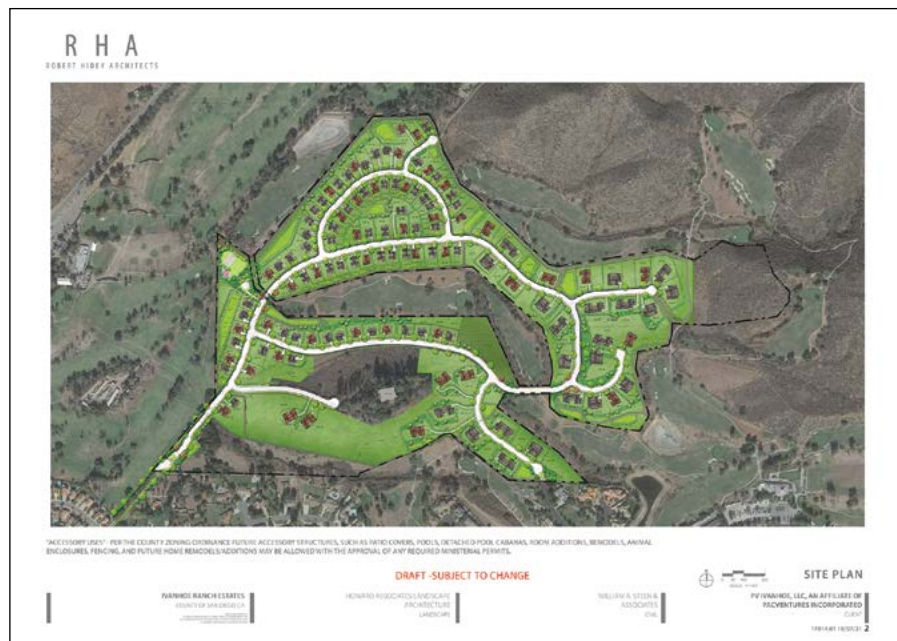 R H A
ROBERT HIDEY ARCHITECTS
"ACCESSORY USES" - PER THE COUNTY ZONING ORDINANCE FUTURE ACCESSORY STRUCTURES, SUCH AS PATIO COVERS, POOLS, DETACHED POOL CABANAS, ROOM ADDITIONS, REMODELS, ANIMAL
ENCLOSURES, FENCING, AND FUTURE HOME REMODELS/ADDITIONS MAY BE ALLOWED WITH THE APPROVAL OF ANY REQUIRED MINISTERIAL PERMITS.
DRAFT -SUBJECT TO CHANGE
SITE PLAN
IVANHOE RANCH ESTATES
COUNTY OF SAN DIEGO, CA
HOWARD ASSOCIATES LANDSCAPE
ARCHITECTURE
LANDSCAPE
WILLIAM A. STEEN &
ASSOCIATES
CIVIL
PV IVANHOE, LLC, AN AFFILIATE OF
PACVENTURES INCORPORATED
CLIENT
2